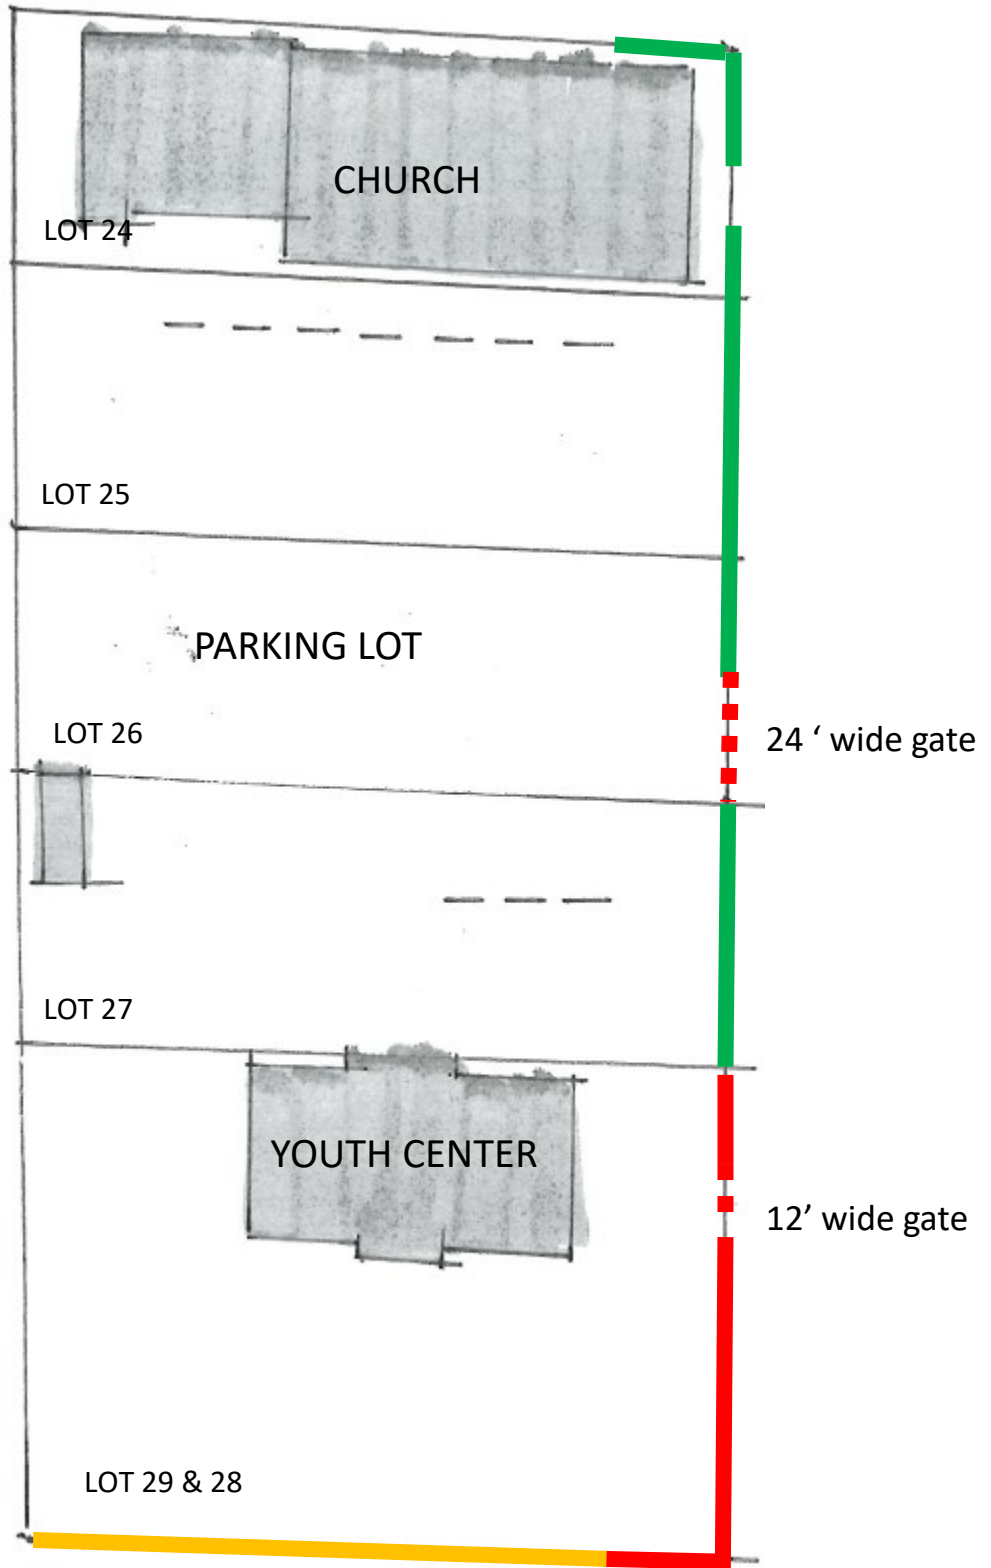 CHURCH
LOT 24
LOT 25
PARKING LOT
LOT 26
24 ‘ wide gate
LOT 27
YOUTH CENTER
12’ wide gate
LOT 29 & 28